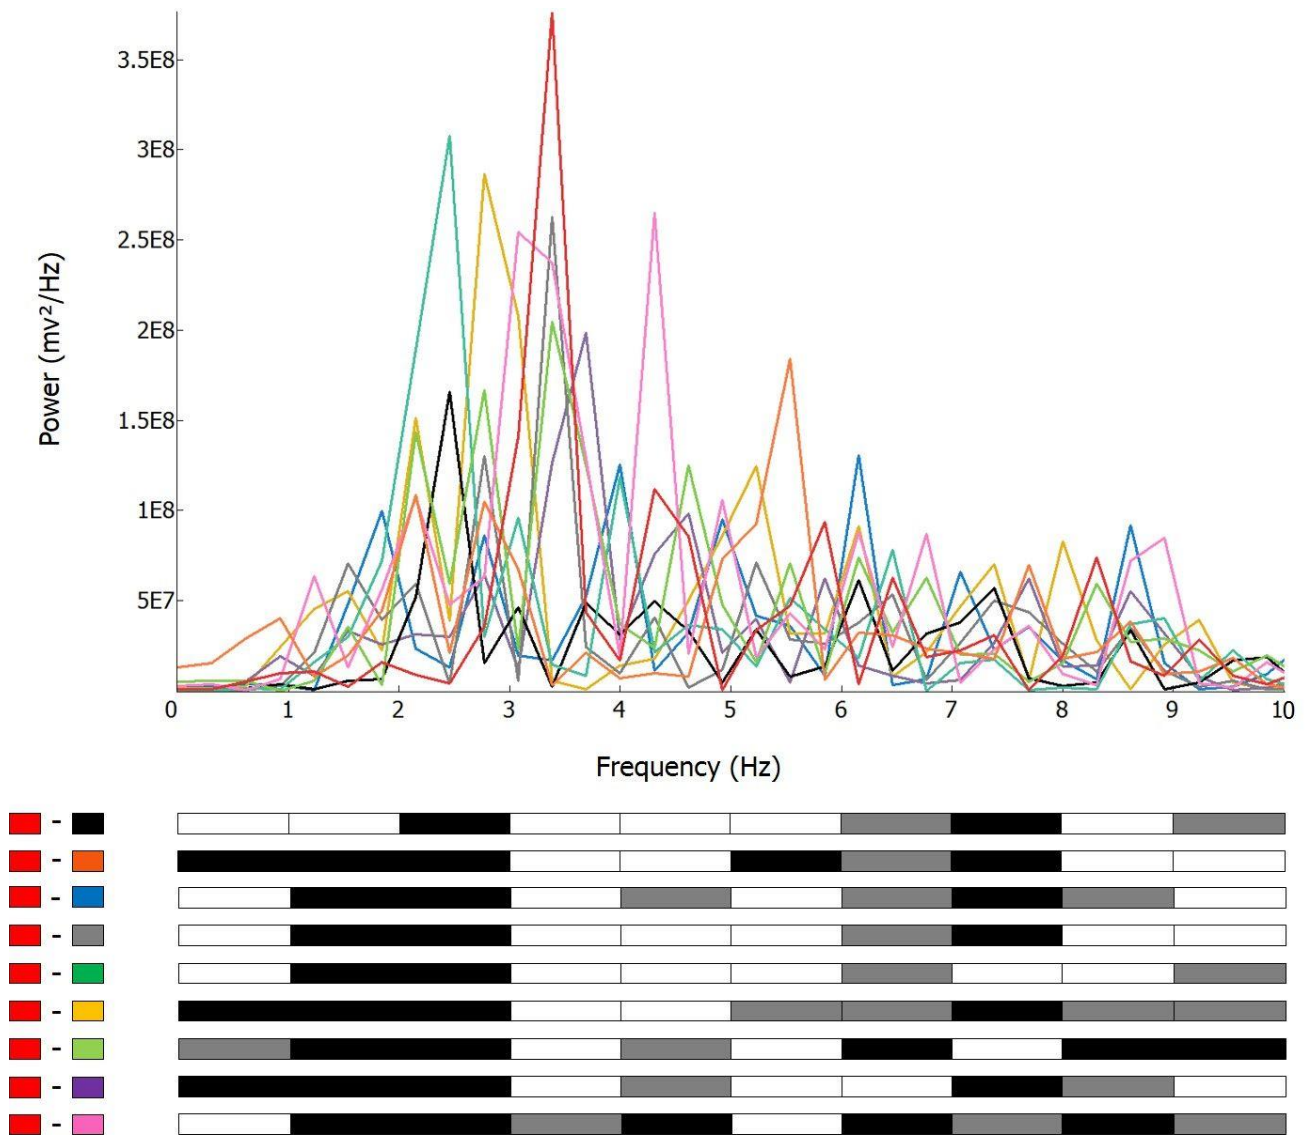 3.5E8
3E8
2.5E8
2E8
1.5E8
1E8
5E7
Power (mv²/Hz)
0 1 2 3 4 5 6 7 8 9 10
Frequency (Hz)
-
-
-
-
-
-
-
-
-